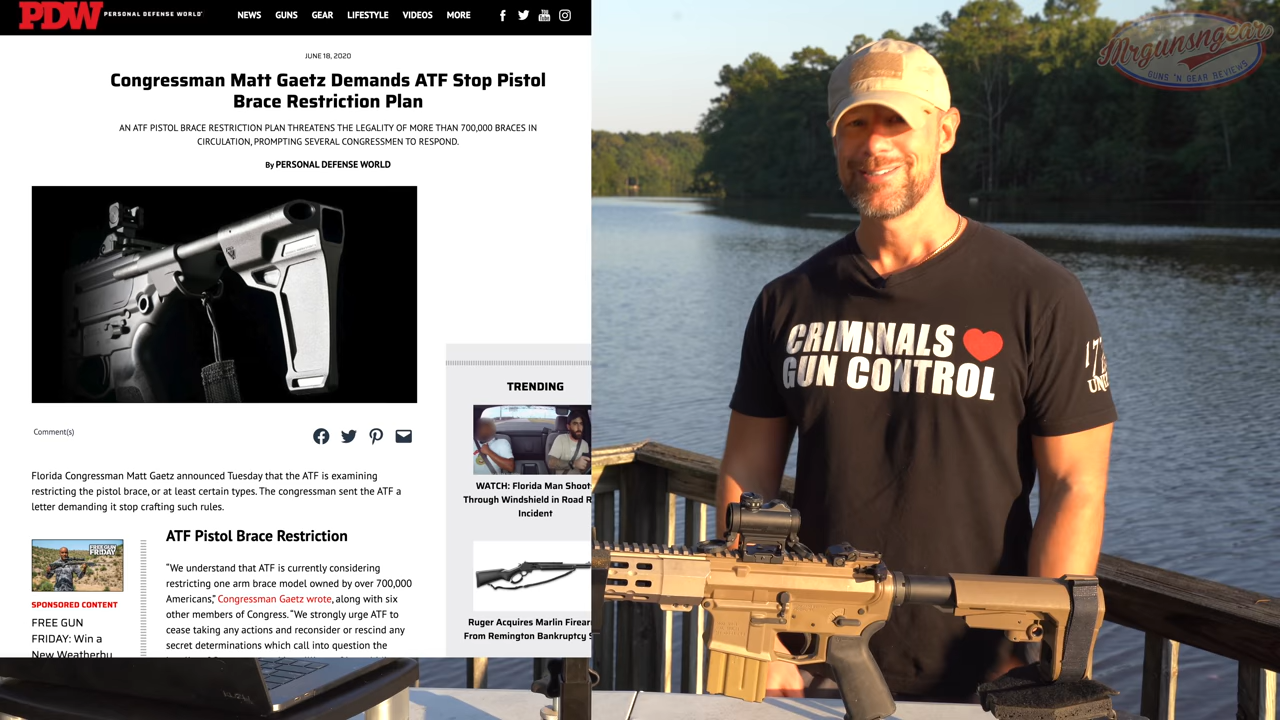 PDW PERSONAL DEFENSE WORLD
NEWS GUNS GEAR LIFESTYLE VIDEOS MORE
JUNE 18, 2020
Congressman Matt Gaetz Demands ATF Stop Pistol
Brace Restriction Plan
AN ATF PISTOL BRACE RESTRICTION PLAN THREATENS THE LEGALITY OF MORE THAN 700,000 BRACES IN
CIRCULATION, PROMPTING SEVERAL CONGRESSMEN TO RESPOND.
By PERSONAL DEFENSE WORLD
Comment(s)
Florida Congressman Matt Gaetz announced Tuesday that the ATF is examining
restricting the pistol brace, or at least certain types. The congressman sent the ATF a
letter demanding it stop crafting such rules.
FREE GUN
FRIDAY
SPONSORED CONTENT
FREE GUN
FRIDAY: Win a
New Weatherby
ATF Pistol Brace Restriction
“We understand that ATF is currently considering
restricting one arm brace model owned by over 700,000
Americans,” Congressman Gaetz wrote, along with six
other members of Congress. “We strongly urge ATF to
cease taking any actions and reconsider or rescind any
secret determinations which call into question the
TRENDING
WATCH: Florida Man Shoot
Through Windshield in Road R
Incident
Ruger Acquires Marlin Firear
From Remington Bankruptcy S
Mrgunsngear
GUNS 'N GEAR REVIEWS
CRIMINALS
GUN CONTROL